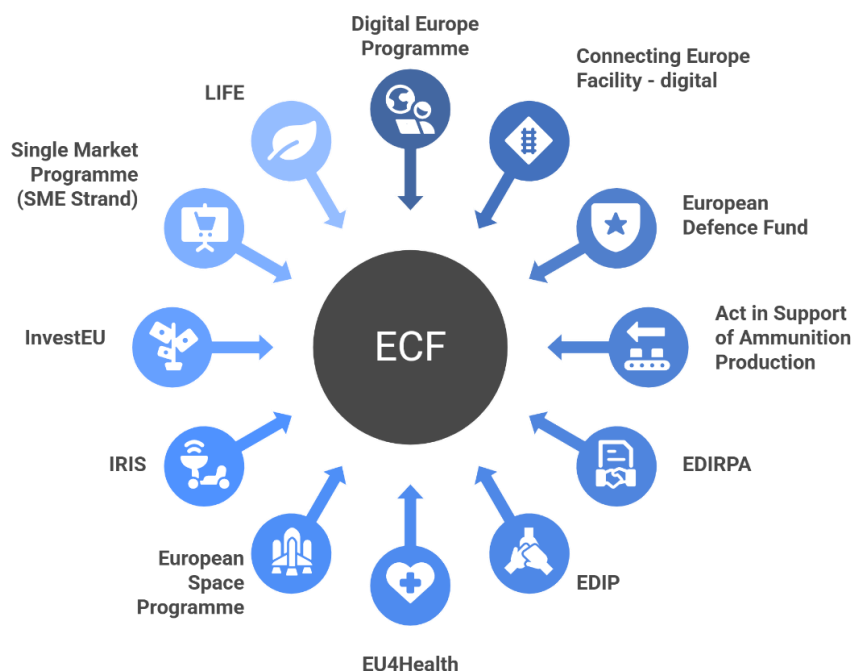 Digital Europe
Programme
Connecting Europe
Facility - digital
LIFE
Single Market
Programme
(SME Strand)
European
Defence Fund
InvestEU
ECF
Act in Support
of Ammunition
Production
IRIS
EDIRPA
European
Space
Programme
EDIP
EU4Health